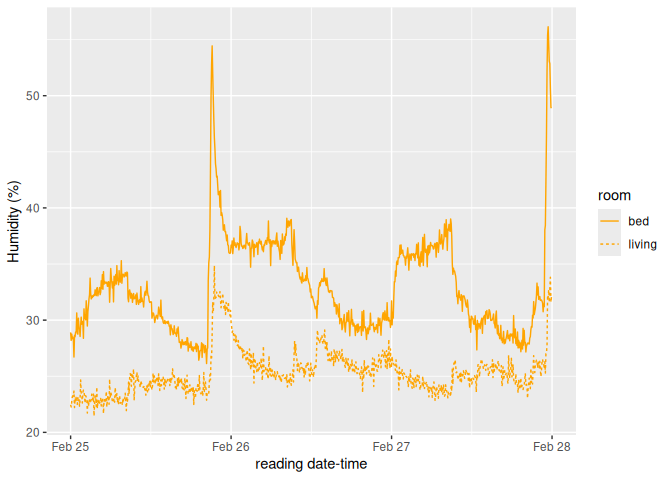 50
40
30
20
Humidity (%)
Feb 25
Feb 26
Feb 27
Feb 28
reading date-time
room
bed
living